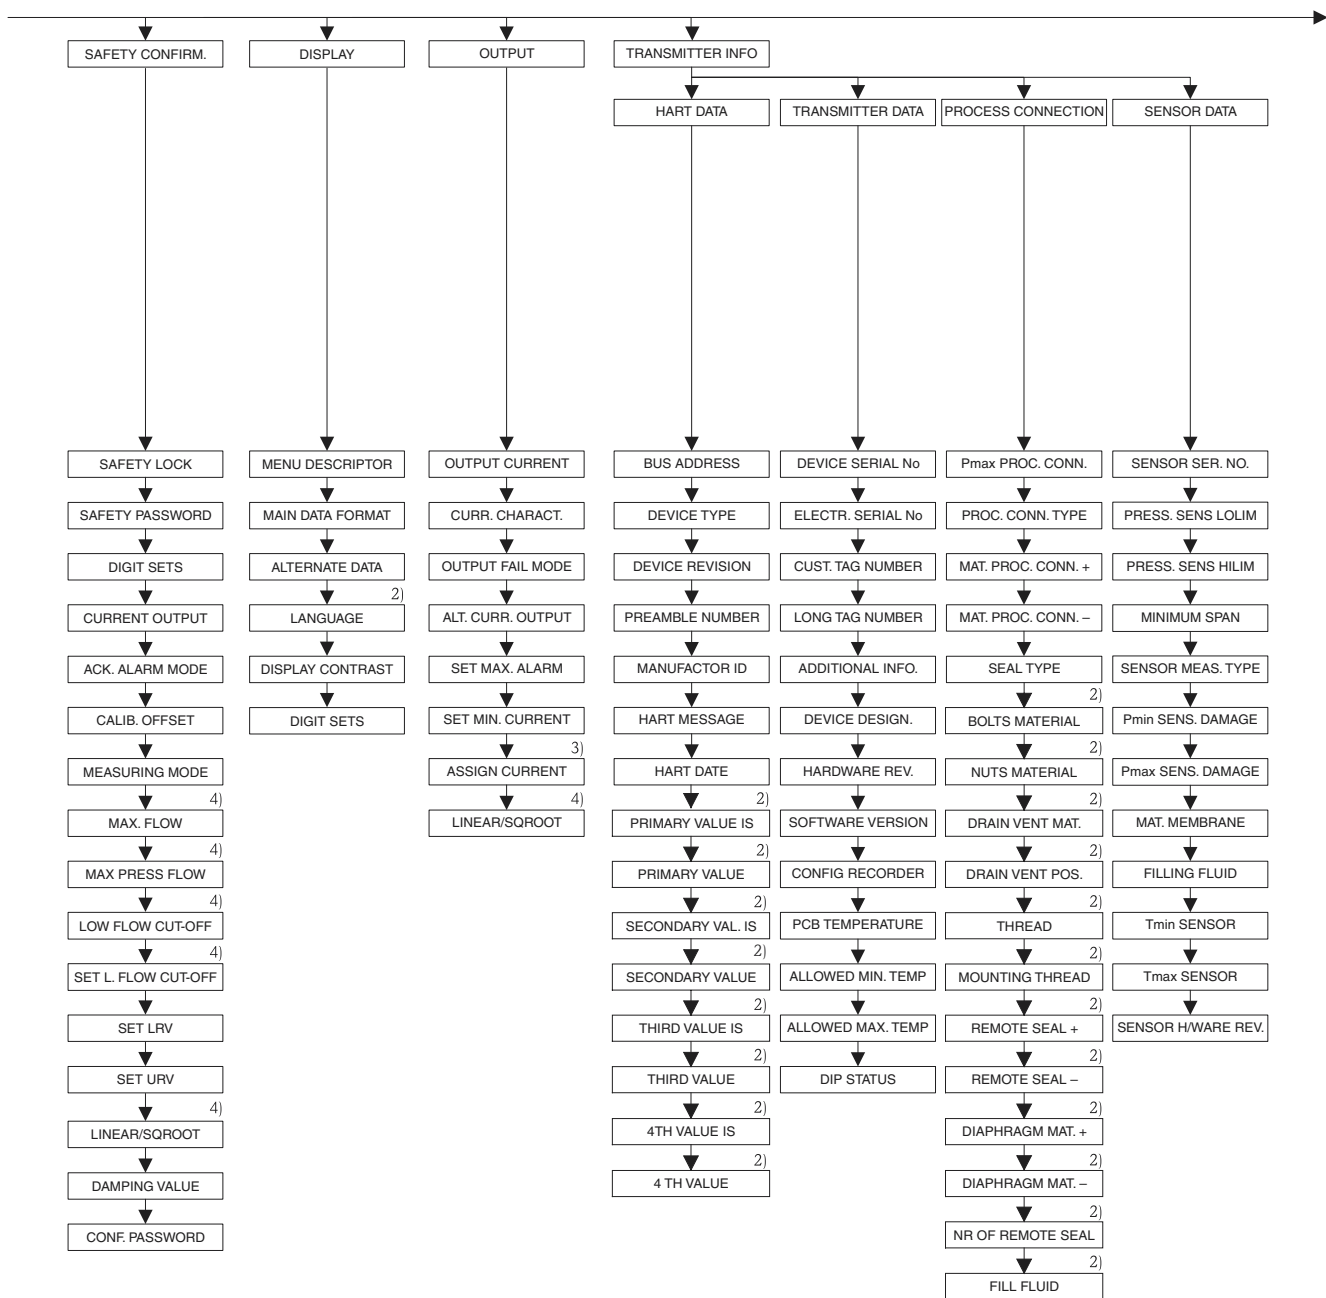 SAFETY CONFIRM.
DISPLAY
OUTPUT
TRANSMITTER INFO
HART DATA
TRANSMITTER DATA
PROCESS CONNECTION
SENSOR DATA
SAFETY LOCK
SAFETY PASSWORD
DIGIT SETS
CURRENT OUTPUT
ACK. ALARM MODE
CALIB. OFFSET
MEASURING MODE
4)
MAX. FLOW
4)
MAX PRESS FLOW
4)
LOW FLOW CUT-OFF
4)
SET L. FLOW CUT-OFF
SET LRV
SET URV
4)
LINEAR/SQROOT
DAMPING VALUE
CONF. PASSWORD
MENU DESCRIPTOR
MAIN DATA FORMAT
ALTERNATE DATA
2)
LANGUAGE
DISPLAY CONTRAST
DIGIT SETS
OUTPUT CURRENT
CURR. CHARACT.
OUTPUT FAIL MODE
ALT. CURR. OUTPUT
SET MAX. ALARM
SET MIN. CURRENT
3)
ASSIGN CURRENT
4)
LINEAR/SQROOT
BUS ADDRESS
DEVICE TYPE
DEVICE REVISION
PREAMBLE NUMBER
MANUFACTOR ID
HART MESSAGE
HART DATE
2)
PRIMARY VALUE IS
2)
PRIMARY VALUE
2)
SECONDARY VAL. IS
2)
SECONDARY VALUE
2)
THIRD VALUE IS
2)
THIRD VALUE
2)
4TH VALUE IS
2)
4 TH VALUE
DEVICE SERIAL No
ELECTR. SERIAL No
CUST. TAG NUMBER
LONG TAG NUMBER
ADDITIONAL INFO.
DEVICE DESIGN.
HARDWARE REV.
SOFTWARE VERSION
CONFIG RECORDER
PCB TEMPERATURE
ALLOWED MIN. TEMP
ALLOWED MAX. TEMP
DIP STATUS
Pmax PROC. CONN.
PROC. CONN. TYPE
MAT. PROC. CONN. +
MAT. PROC. CONN. –
SEAL TYPE
2)
BOLTS MATERIAL
2)
NUTS MATERIAL
2)
DRAIN VENT MAT.
2)
DRAIN VENT POS.
2)
THREAD
2)
MOUNTING THREAD
2)
REMOTE SEAL +
2)
REMOTE SEAL –
2)
DIAPHRAGM MAT. +
2)
DIAPHRAGM MAT. –
2)
NR OF REMOTE SEAL
2)
FILL FLUID
SENSOR SER. NO.
PRESS. SENS LOLIM
PRESS. SENS HILIM
MINIMUM SPAN
SENSOR MEAS. TYPE
Pmin SENS. DAMAGE
Pmax SENS. DAMAGE
MAT. MEMBRANE
FILLING FLUID
Tmin SENSOR
Tmax SENSOR
SENSOR H/WARE REV.